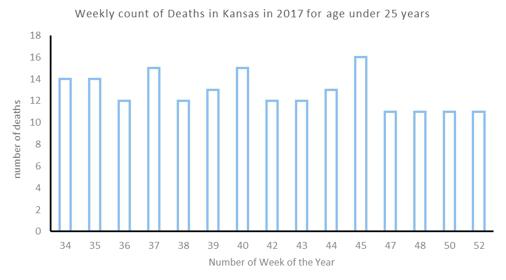 Weekly count of Deaths in Kansas in 2017 for age under 25 years
number of deaths
18
16
14
12
10
8
6
4
2
0
34 35 36 37 38 39 40 42 43 44 45 47 48 50 52
Number of Week of the Year